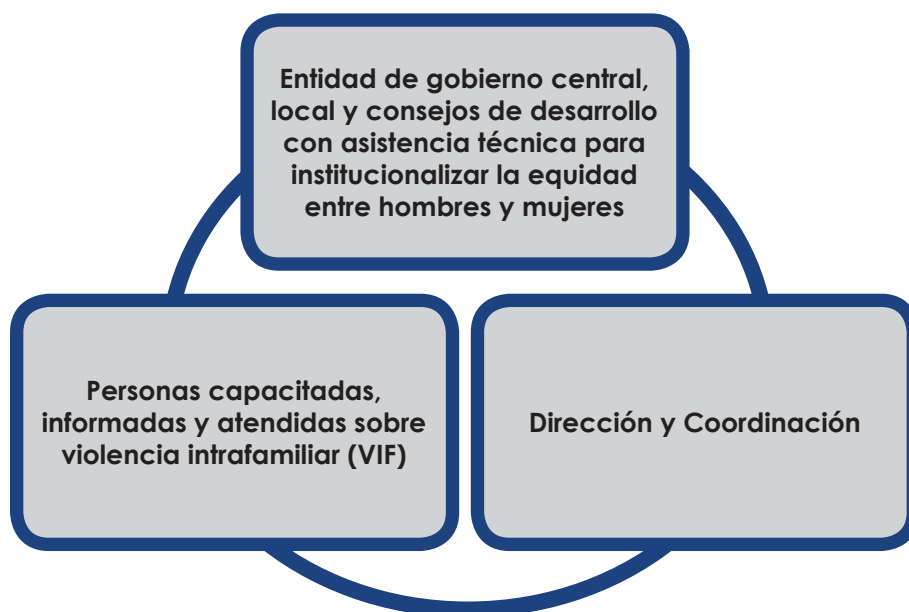 Entidad de gobierno central,
local y consejos de desarrollo
con asistencia técnica para
institucionalizar la equidad
entre hombres y mujeres
Personas capacitadas,
informadas y atendidas sobre
violencia intrafamiliar (VIF)
Dirección y Coordinación